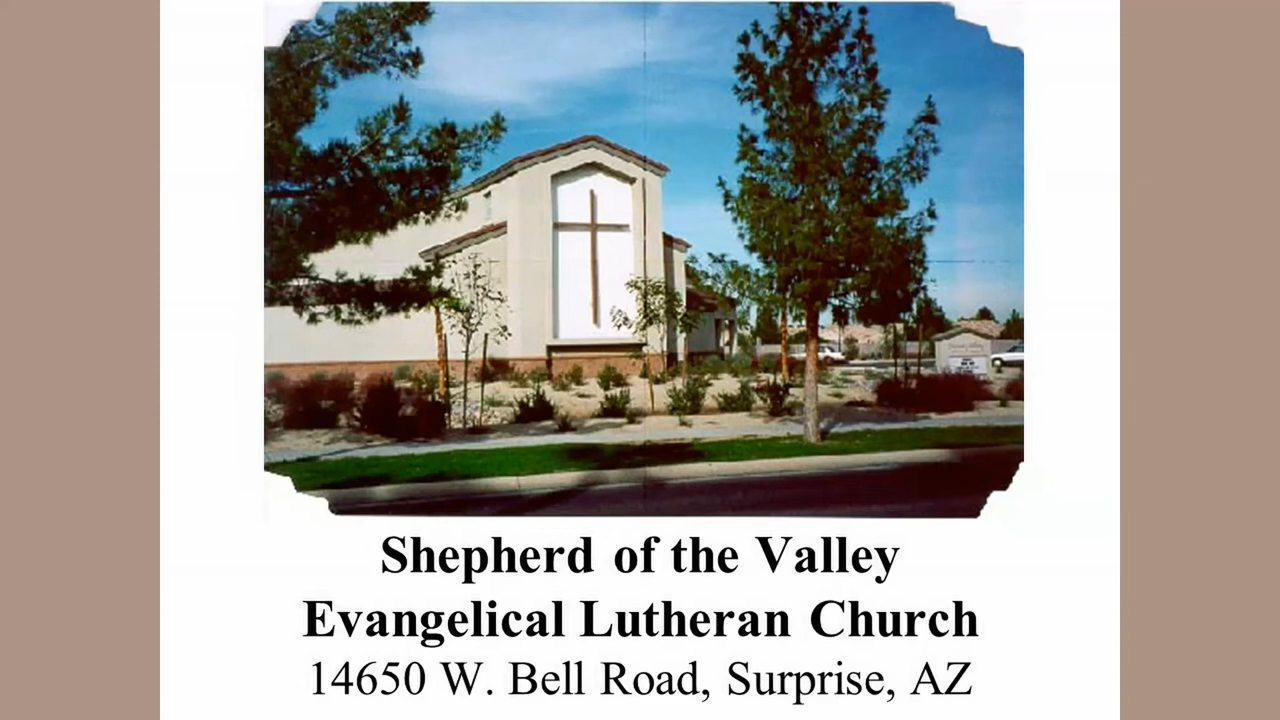 Shepherd of the Valley
Evangelical Lutheran Church
14650 W. Bell Road, Surprise, AZ